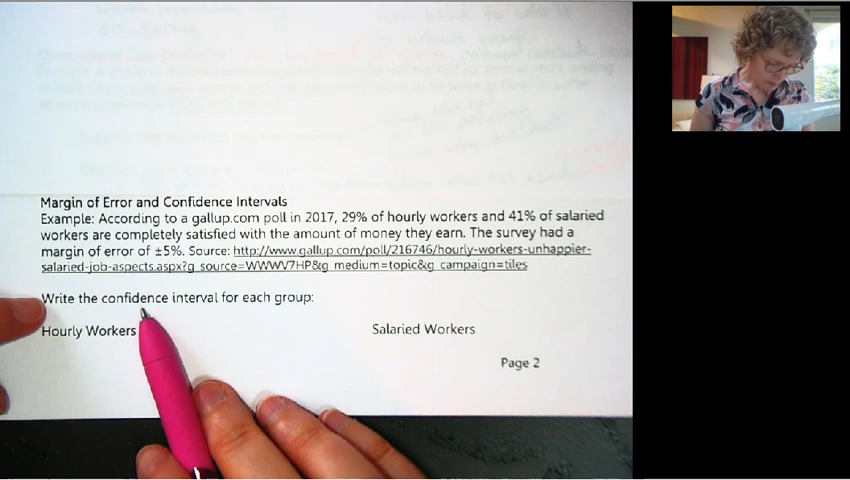 Margin of Error and Confidence Intervals
Example: According to a gallup.com poll in 2017, 29% of hourly workers and 41% of salaried
workers are completely satisfied with the amount of money they earn. The survey had a
margin of error of ±5%. Source: http://www.gallup.com/poll/216746/hourly-workers-unhappier-
salaried-job-aspects.aspx?g_source=WWWV7HP&g_medium=topic&g_campaign=tiles
Write the confidence interval for each group:
Hourly Workers
Salaried Workers
Page 2